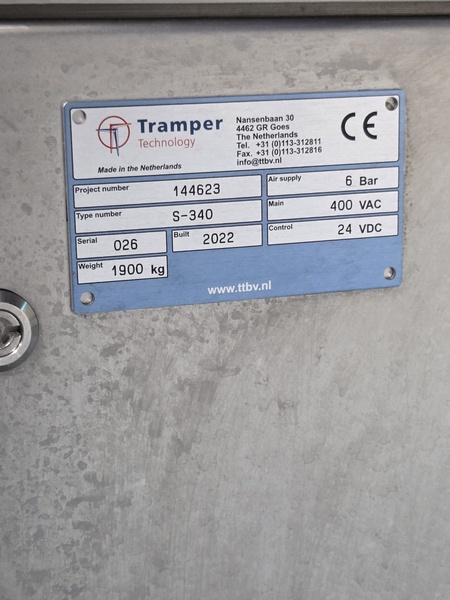 Tramper
Technology
Made in the Netherlands
Nansenbaan 30
4462 GR Goes
The Netherlands
Tel. +31 (0)113-312811
Fax. +31 (0)113-312816
info@ttbv.nl
CE
Project number 144623
Air supply 6 Bar
Type number S-340
Main 400 VAC
Serial 026
Built 2022
Control 24 VDC
Weight 1900 kg
www.ttbv.nl